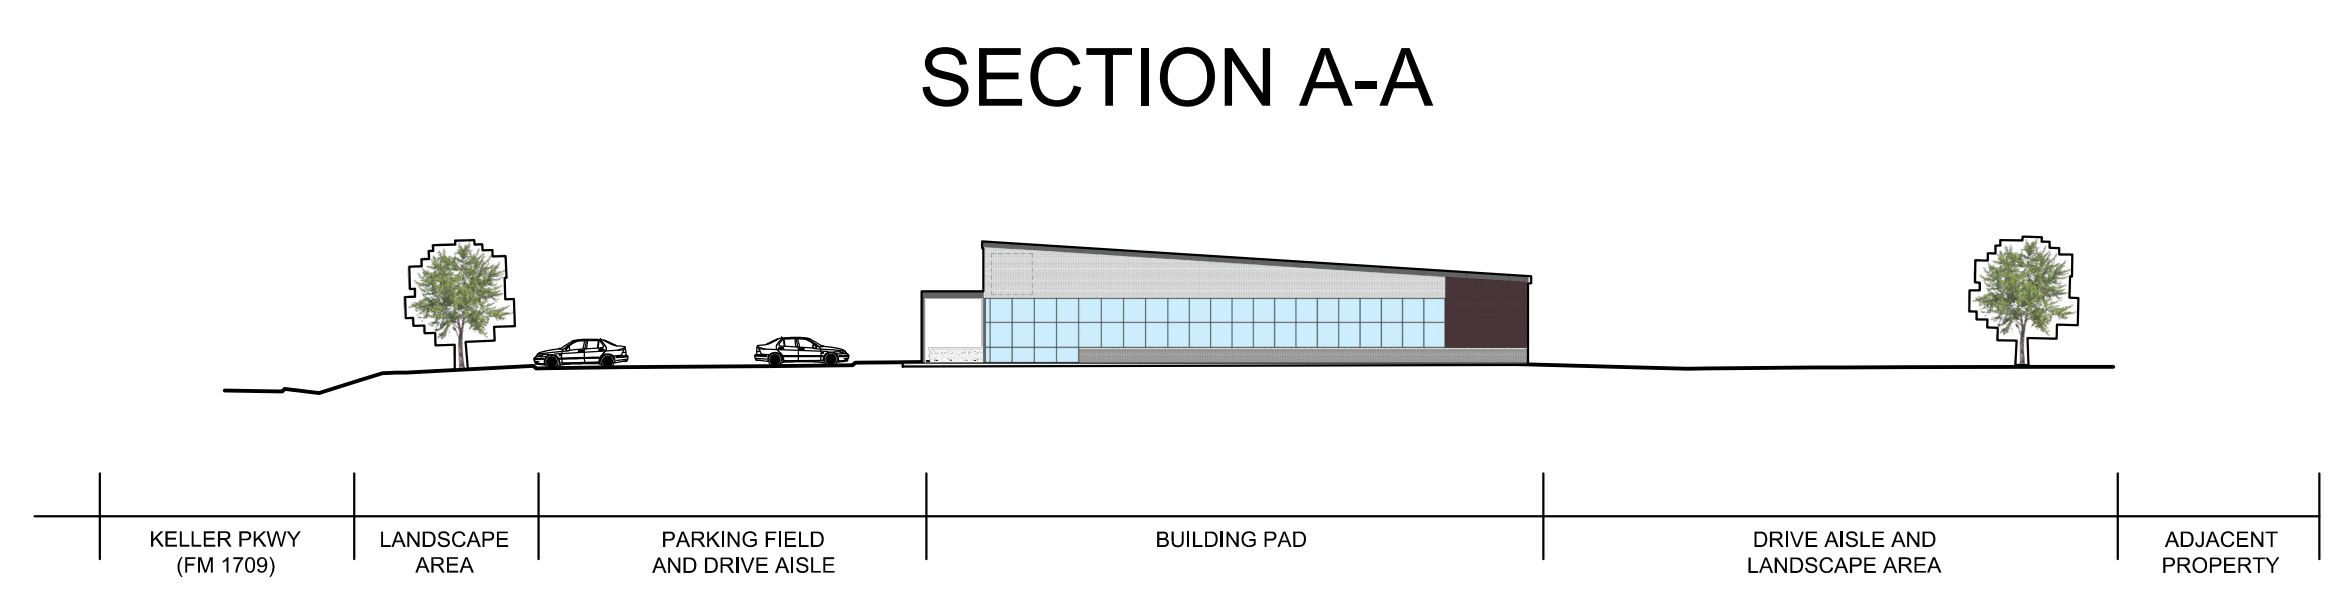 SECTION A-A
KELLER PKWY
(FM 1709)
LANDSCAPE
AREA
PARKING FIELD
AND DRIVE AISLE
BUILDING PAD
DRIVE AISLE AND
LANDSCAPE AREA
ADJACENT
PROPERTY